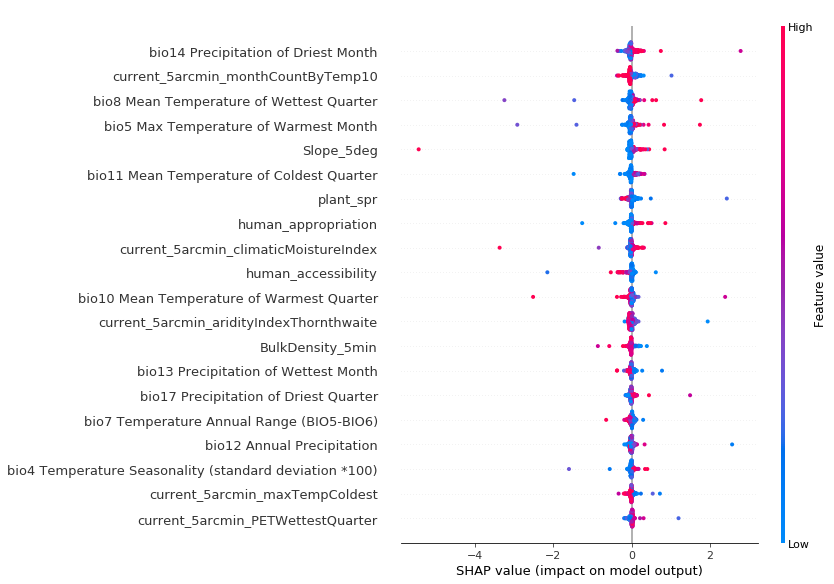 High
bio14 Precipitation of Driest Month
current_5arcmin_monthCountByTemp10
bio8 Mean Temperature of Wettest Quarter
bio5 Max Temperature of Warmest Month
Slope_5deg
bio11 Mean Temperature of Coldest Quarter
plant_spr
human_appropriation
current_5arcmin_climaticMoistureIndex
human_accessibility
bio10 Mean Temperature of Warmest Quarter
current_5arcmin_aridityIndexThornthwaite
BulkDensity_5min
bio13 Precipitation of Wettest Month
bio17 Precipitation of Driest Quarter
bio7 Temperature Annual Range (BIO5-BIO6)
bio12 Annual Precipitation
bio4 Temperature Seasonality (standard deviation *100)
current_5arcmin_maxTempColdest
current_5arcmin_PETWettestQuarter
Feature value
Low
−4 −2 0 2
SHAP value (impact on model output)